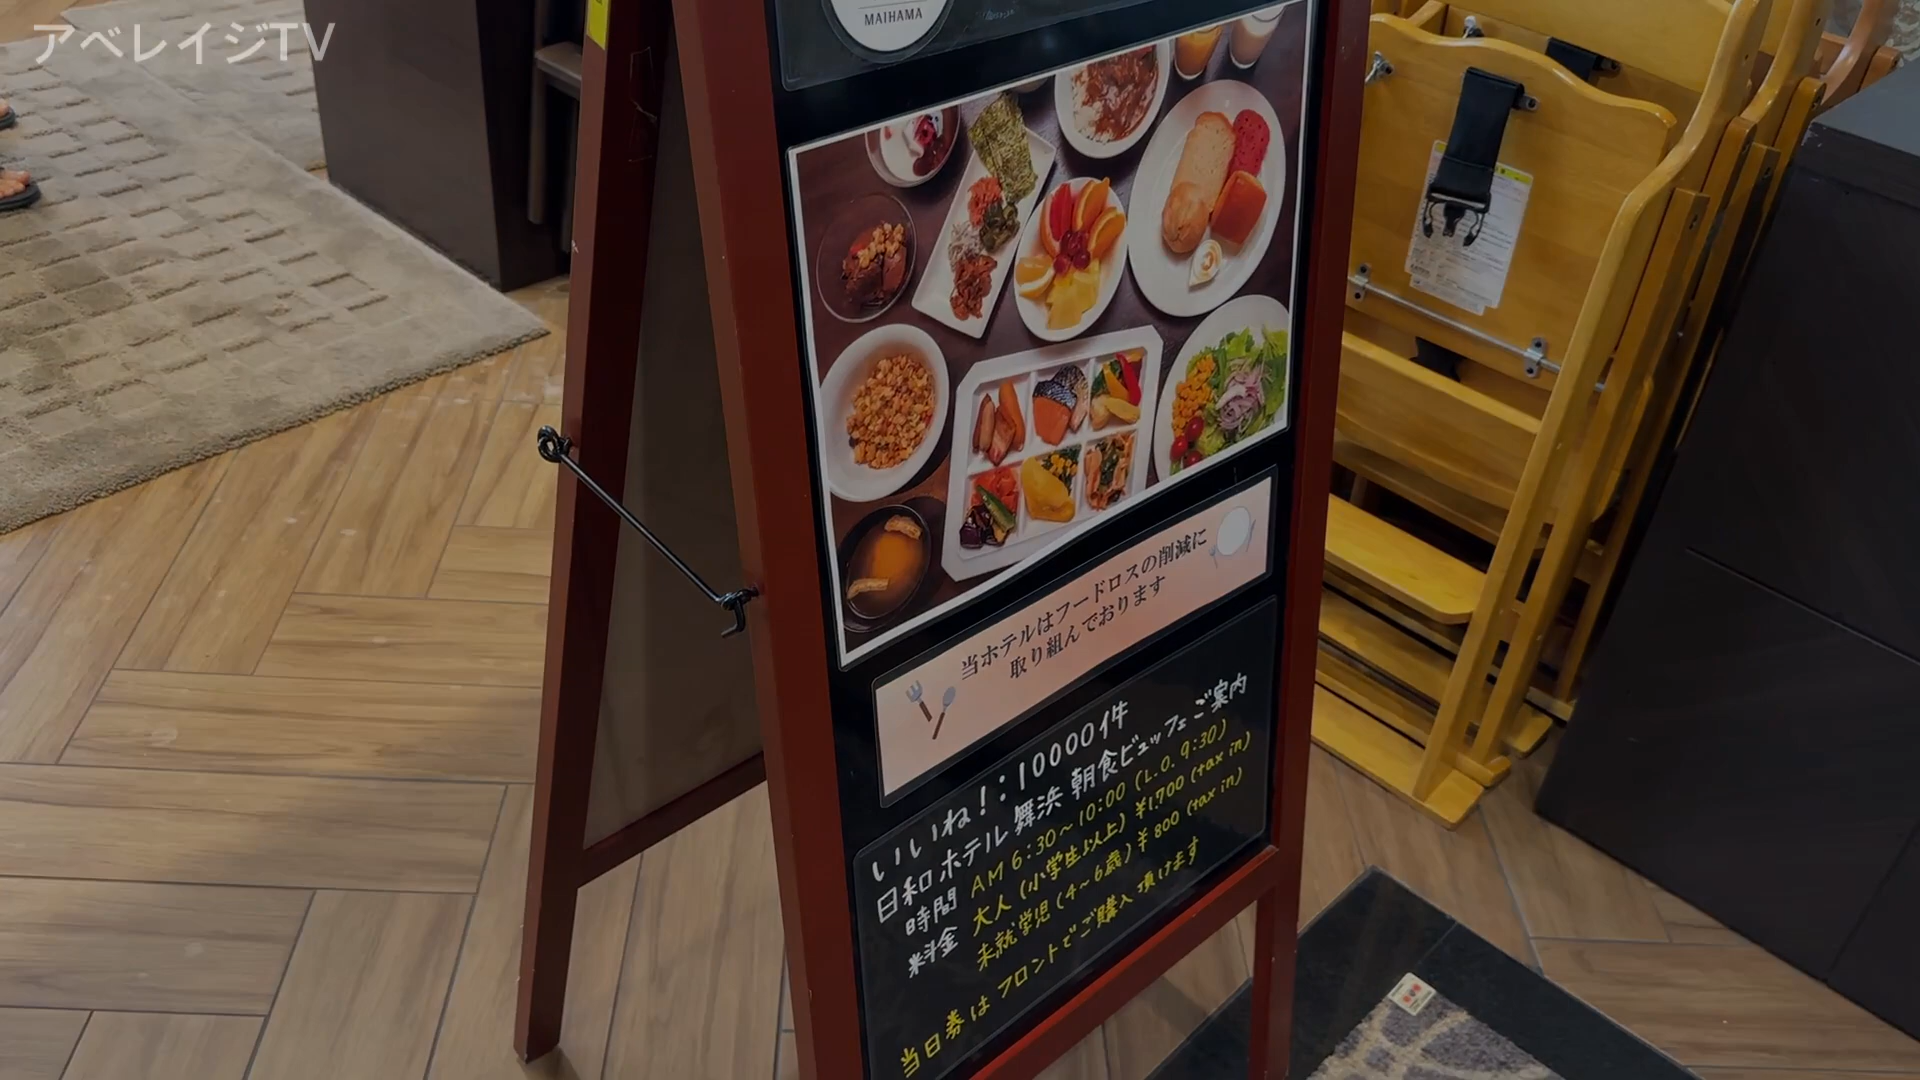 アベレイジTV
MAIHAMA
当ホテルはフードロスの削減に
取り組んでおります
いいね!:10000件
日和ホテル舞浜 朝食ビュッフェご案内
時間 AM 6:30～10:00 (L.O. 9:30)
料金 大人 (小学生以上) ¥1,700 (tax in)
未就学児 (4～6歳) ¥800 (tax in)
当日券はフロントでご購入頂けます